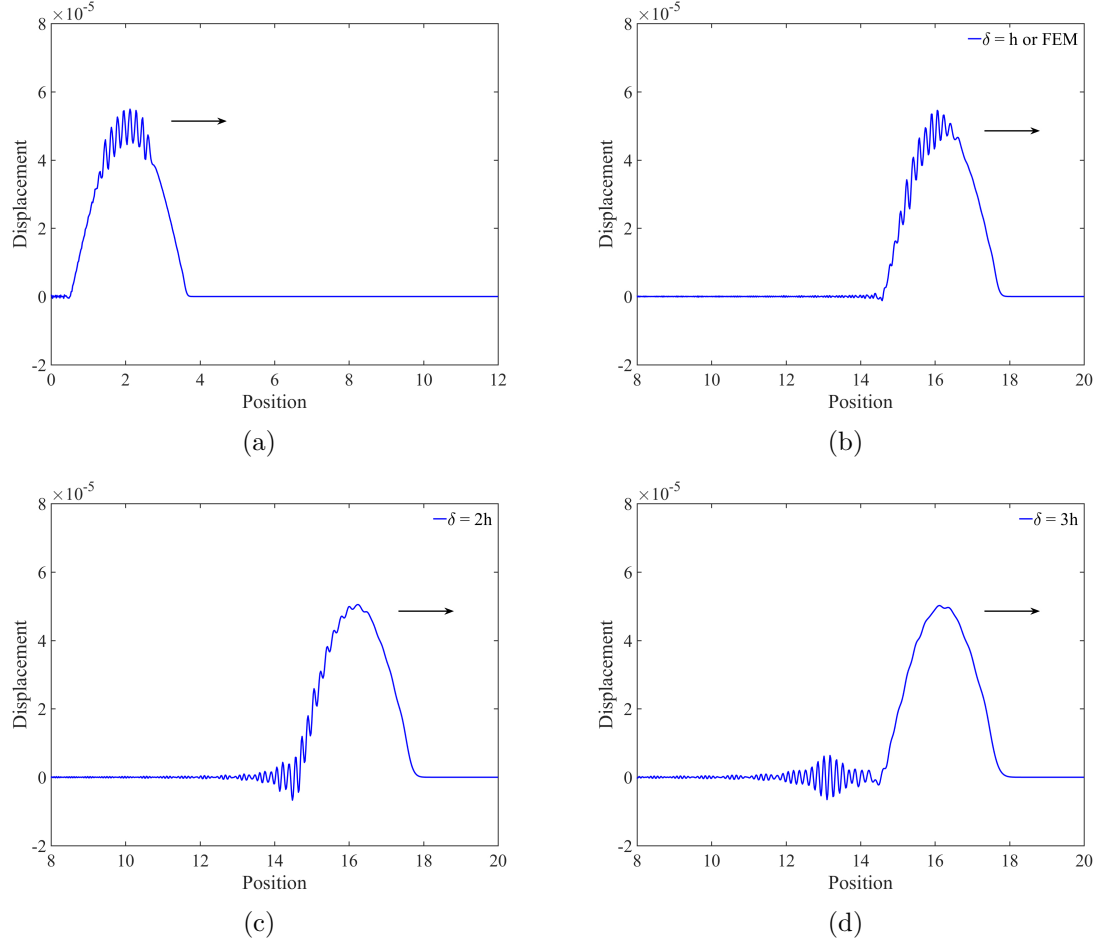 ×10^-5
8
6
4
2
0
-2
Displacement
0 2 4 6 8 10 12
Position
(a)
×10^-5
8
6
4
2
0
-2
Displacement
δ = h or FEM
8 10 12 14 16 18 20
Position
(b)
×10^-5
8
6
4
2
0
-2
Displacement
δ = 2h
8 10 12 14 16 18 20
Position
(c)
×10^-5
8
6
4
2
0
-2
Displacement
δ = 3h
8 10 12 14 16 18 20
Position
(d)